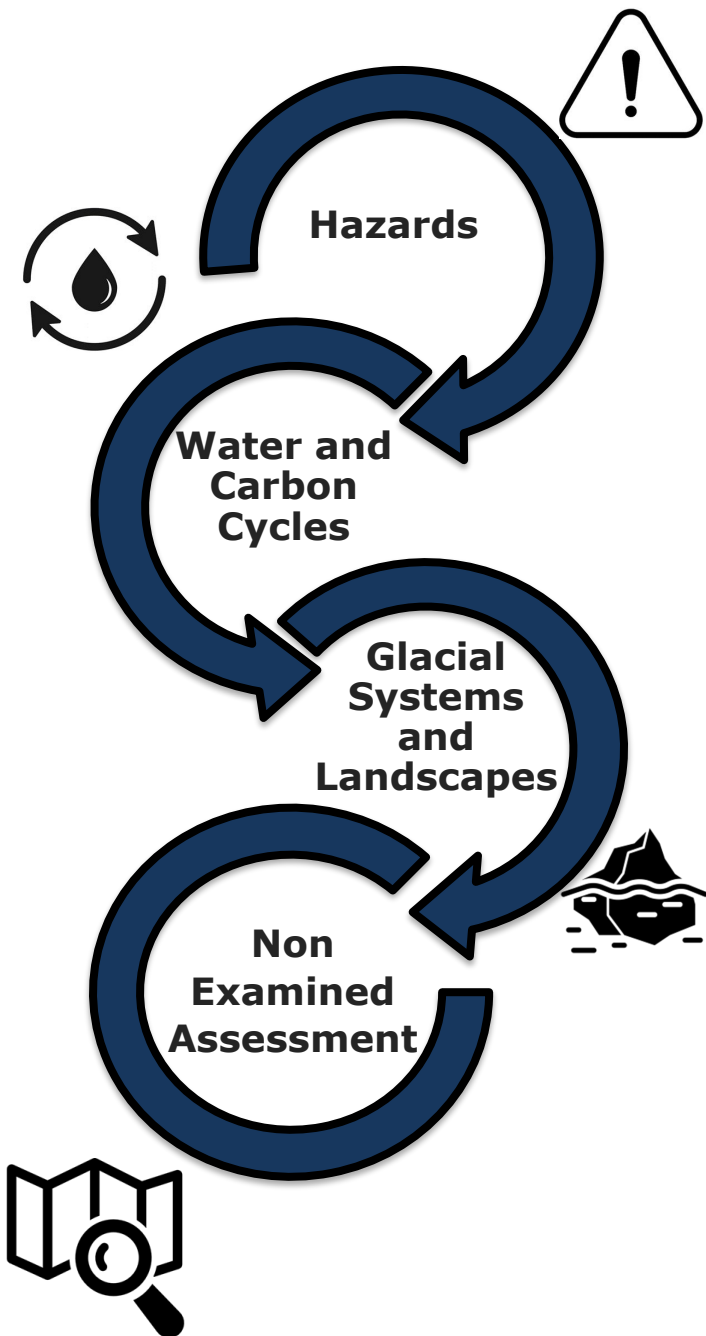 Hazards
Water and
Carbon
Cycles
Glacial
Systems
and
Landscapes
Non
Examined
Assessment